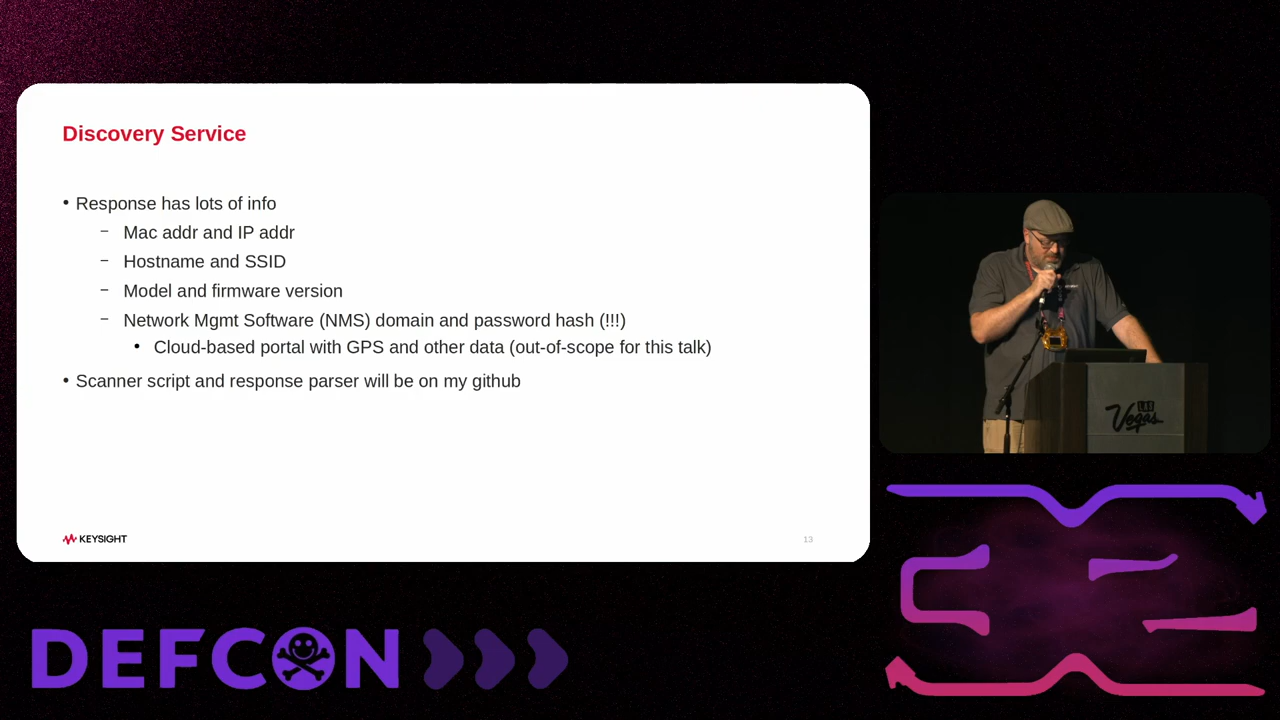 Discovery Service
• Response has lots of info
– Mac addr and IP addr
– Hostname and SSID
– Model and firmware version
– Network Mgmt Software (NMS) domain and password hash (!!!)
• Cloud-based portal with GPS and other data (out-of-scope for this talk)
• Scanner script and response parser will be on my github
KEYSIGHT
13
LAS
Vegas
DEFCON